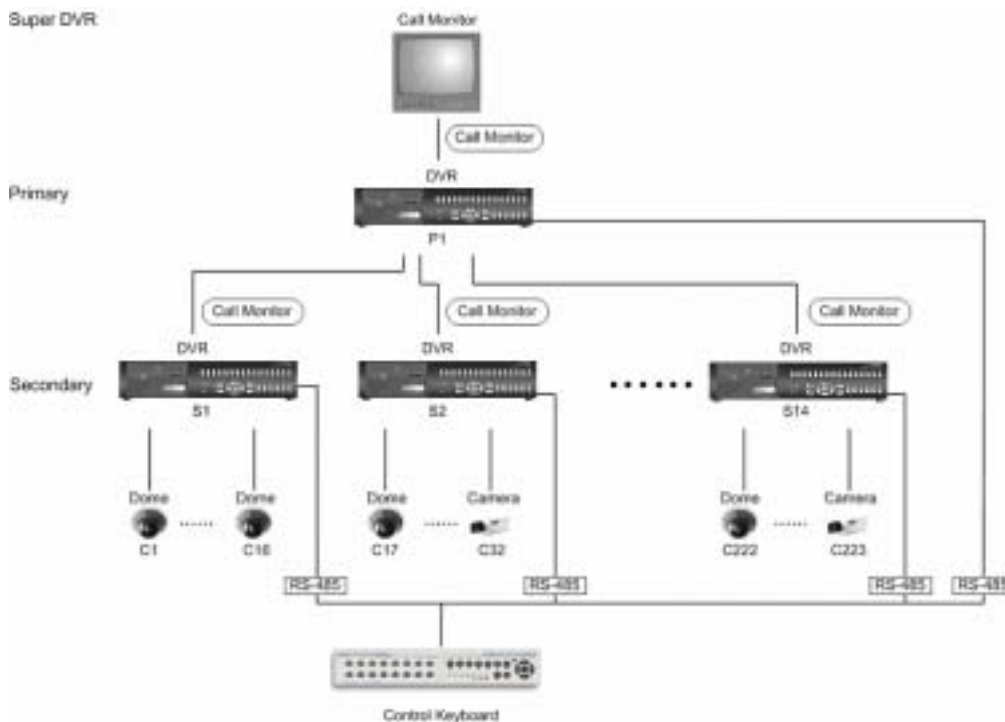 Super DVR
Call Monitor
Call Monitor
DVR
Primary
P1
Call Monitor
Call Monitor
Call Monitor
DVR
DVR
DVR
Secondary
S1
S2
S14
Dome
Dome
Dome
Camera
Dome
Camera
C1
C16
C17
C32
C222
C223
RS-485
RS-485
RS-485
RS-485
Control Keyboard